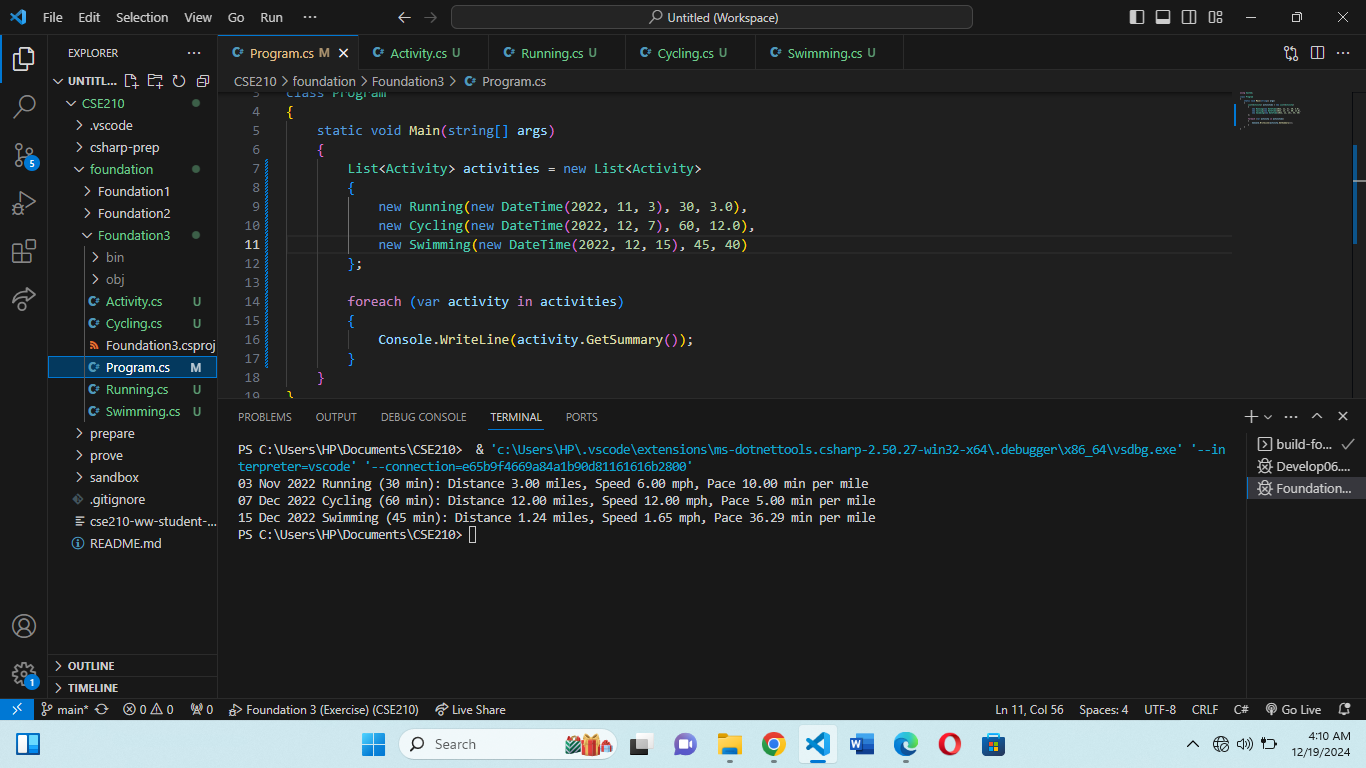 File Edit Selection View Go Run ···
Untitled (Workspace)
EXPLORER ···
UNTITL...
CSE210
.vscode
csharp-prep
foundation
Foundation1
Foundation2
Foundation3
bin
obj
Activity.cs U
Cycling.cs U
Foundation3.csproj
Program.cs M
Running.cs U
Swimming.cs U
prepare
prove
sandbox
.gitignore
cse210-ww-student-...
README.md
OUTLINE
TIMELINE
5
1
Program.cs M
Activity.cs U
Running.cs U
Cycling.cs U
Swimming.cs U
CSE210 > foundation > Foundation3 > Program.cs
3 class Program
4 {
5 static void Main(string[] args)
6 {
7 List<Activity> activities = new List<Activity>
8 {
9 new Running(new DateTime(2022, 11, 3), 30, 3.0),
10 new Cycling(new DateTime(2022, 12, 7), 60, 12.0),
11 new Swimming(new DateTime(2022, 12, 15), 45, 40)
12 };
13
14 foreach (var activity in activities)
15 {
16 Console.WriteLine(activity.GetSummary());
17 }
18 }
19 }
PROBLEMS OUTPUT DEBUG CONSOLE TERMINAL PORTS
PS C:\Users\HP\Documents\CSE210>  & 'c:\Users\HP\.vscode\extensions\ms-dotnettools.csharp-2.50.27-win32-x64\.debugger\x86_64\vsdbg.exe' '--in
terpreter=vscode' '--connection=e65b9f4669a84a1b90d81161616b2800'
03 Nov 2022 Running (30 min): Distance 3.00 miles, Speed 6.00 mph, Pace 10.00 min per mile
07 Dec 2022 Cycling (60 min): Distance 12.00 miles, Speed 12.00 mph, Pace 5.00 min per mile
15 Dec 2022 Swimming (45 min): Distance 1.24 miles, Speed 1.65 mph, Pace 36.29 min per mile
PS C:\Users\HP\Documents\CSE210>
build-fo...
Develop06....
Foundation...
main* 0 0 0 Foundation 3 (Exercise) (CSE210) Live Share
Ln 11, Col 56 Spaces: 4 UTF-8 CRLF C# Go Live
Search
4:10 AM
12/19/2024